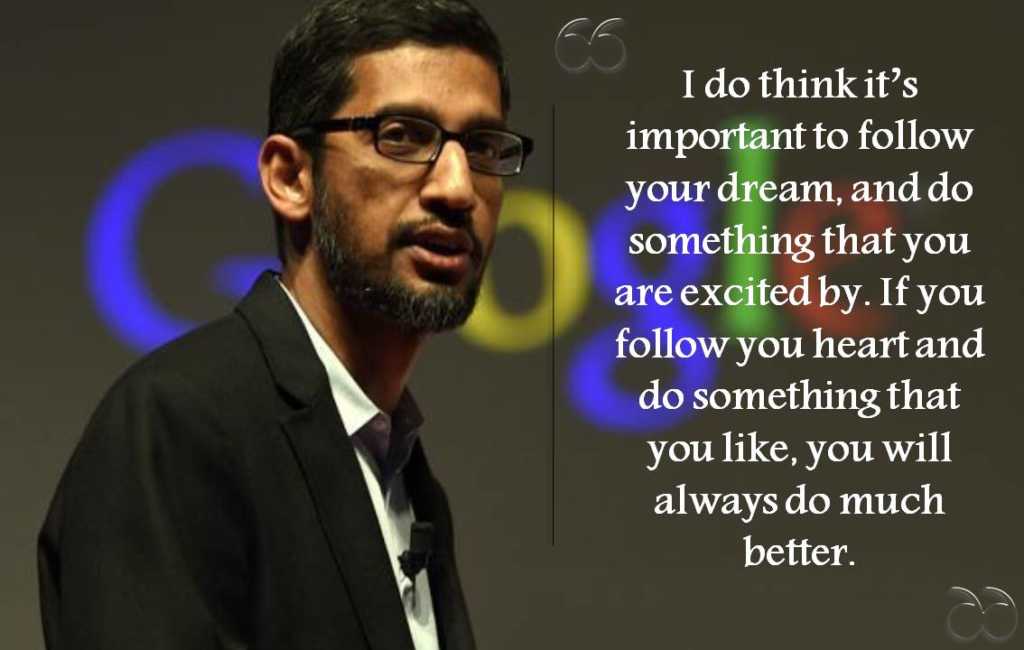 Google
I do think it’s
important to follow
your dream, and do
something that you
are excited by. If you
follow you heart and
do something that
you like, you will
always do much
better.